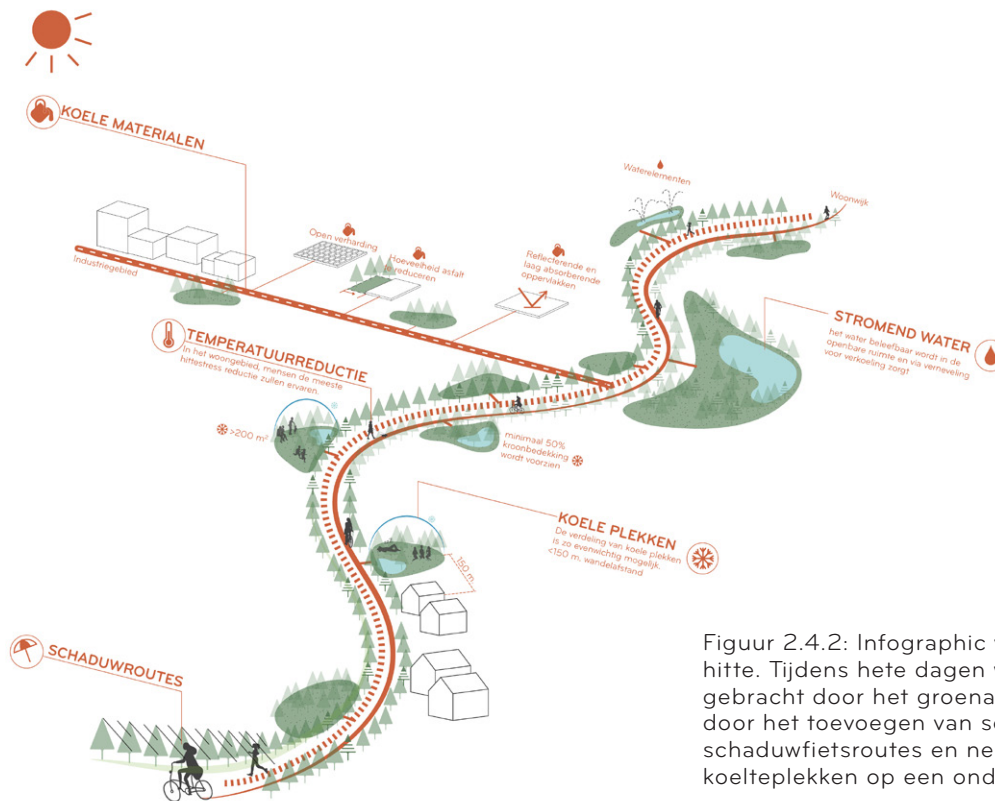 KOELE MATERIALEN
Industriegebied
Open verharding
Hoeveelheid asfalt
te reduceren
Reflecterende en
laag absorberende
oppervlakken
Waterelementen
Woonwijk
STROMEND WATER
het water beleefbaar wordt in de
openbare ruimte en via verneveling
voor verkoeling zorgt
TEMPERATUURREDUCTIE
In het woongebied, mensen de meeste
hittestress reductie zullen ervaren.
>200 m²
minimaal 50%
kroonbedekking
wordt voorzien
KOELE PLEKKEN
De verdeling van koele plekken
is zo evenwichtig mogelijk.
<150 m. wandelafstand
150 m.
SCHADUWROUTES
Figuur 2.4.2: Infographic
hitte. Tijdens hete dagen
gebracht door het groena
door het toevoegen van
schaduwfietsroutes en ne
koelteplekken op een ond